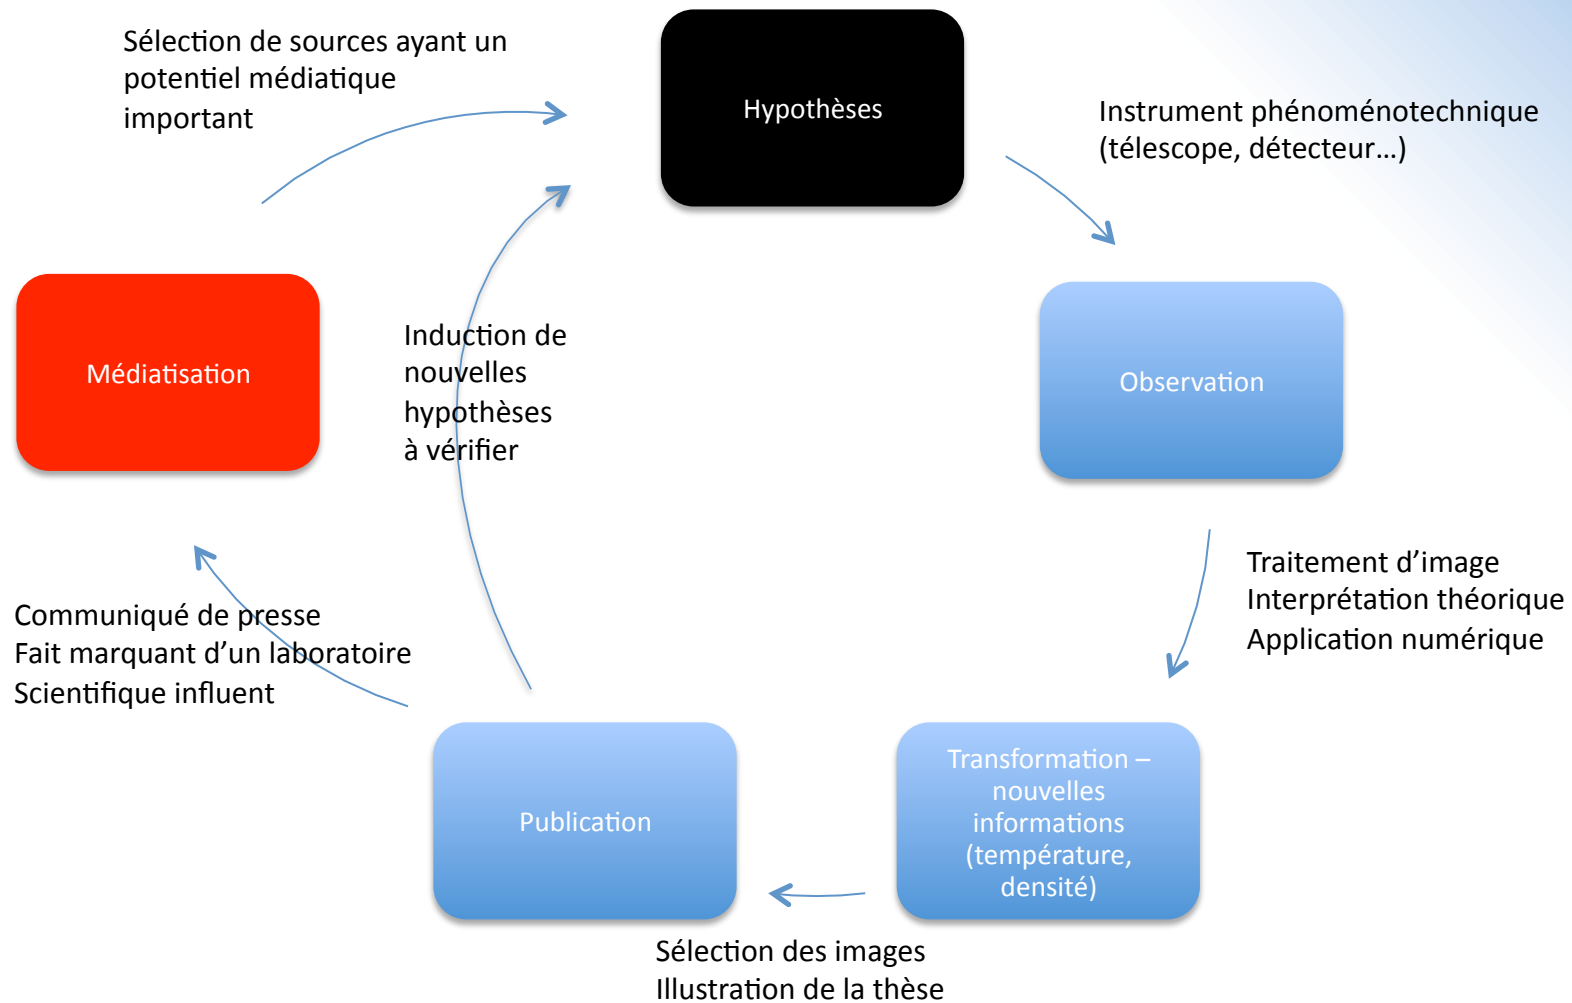 Sélection de sources ayant un
potentiel médiatique
important
Hypothèses
Instrument phénoménotechnique
(télescope, détecteur…)
Médiatisation
Induction de
nouvelles
hypothèses
à vérifier
Observation
Traitement d’image
Interprétation théorique
Application numérique
Communiqué de presse
Fait marquant d’un laboratoire
Scientifique influent
Publication
Transformation –
nouvelles
informations
(température,
densité)
Sélection des images
Illustration de la thèse